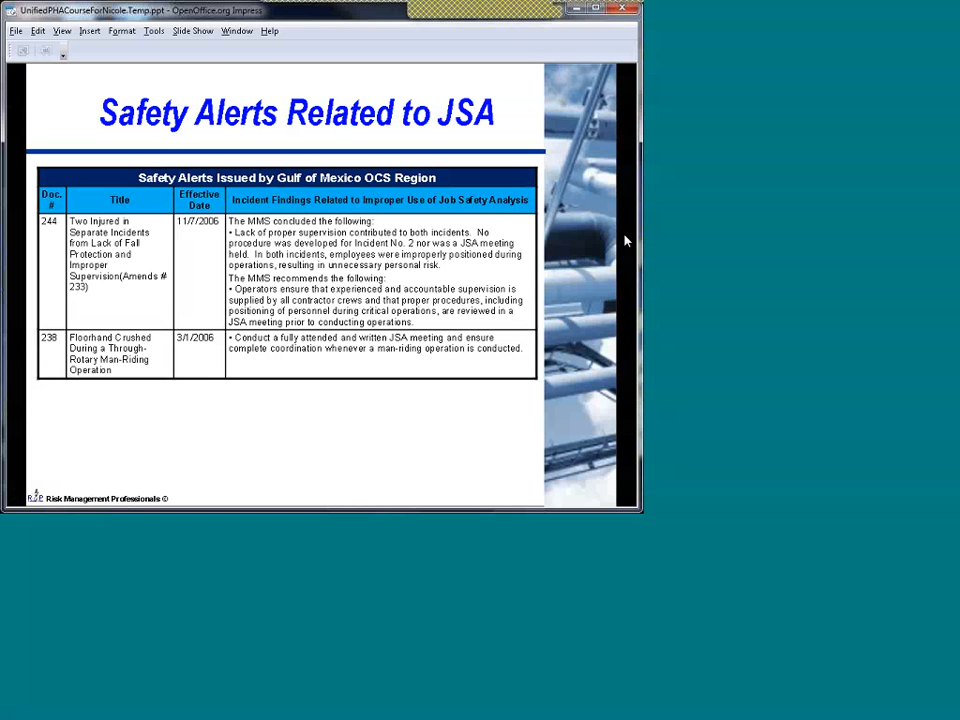 UnifiedPHACourseForNicole.Temp.ppt - OpenOffice.org Impress
File Edit View Insert Format Tools Slide Show Window Help
Safety Alerts Related to JSA
Safety Alerts Issued by Gulf of Mexico OCS Region
Doc. # Title Effective Date Incident Findings Related to Improper Use of Job Safety Analysis
244
Two Injured in
Separate Incidents
from Lack of Fall
Protection and
Improper
Supervision(Amends #
233)
11/7/2006
The MMS concluded the following:
• Lack of proper supervision contributed to both incidents. No
procedure was developed for Incident No. 2 nor was a JSA meeting
held. In both incidents, employees were improperly positioned during
operations, resulting in unnecessary personal risk.
The MMS recommends the following:
• Operators ensure that experienced and accountable supervision is
supplied by all contractor crews and that proper procedures, including
positioning of personnel during critical operations, are reviewed in a
JSA meeting prior to conducting operations.
238
Floorhand Crushed
During a Through-
Rotary Man-Riding
Operation
3/1/2006
• Conduct a fully attended and written JSA meeting and ensure
complete coordination whenever a man-riding operation is conducted.
Risk Management Professionals ©